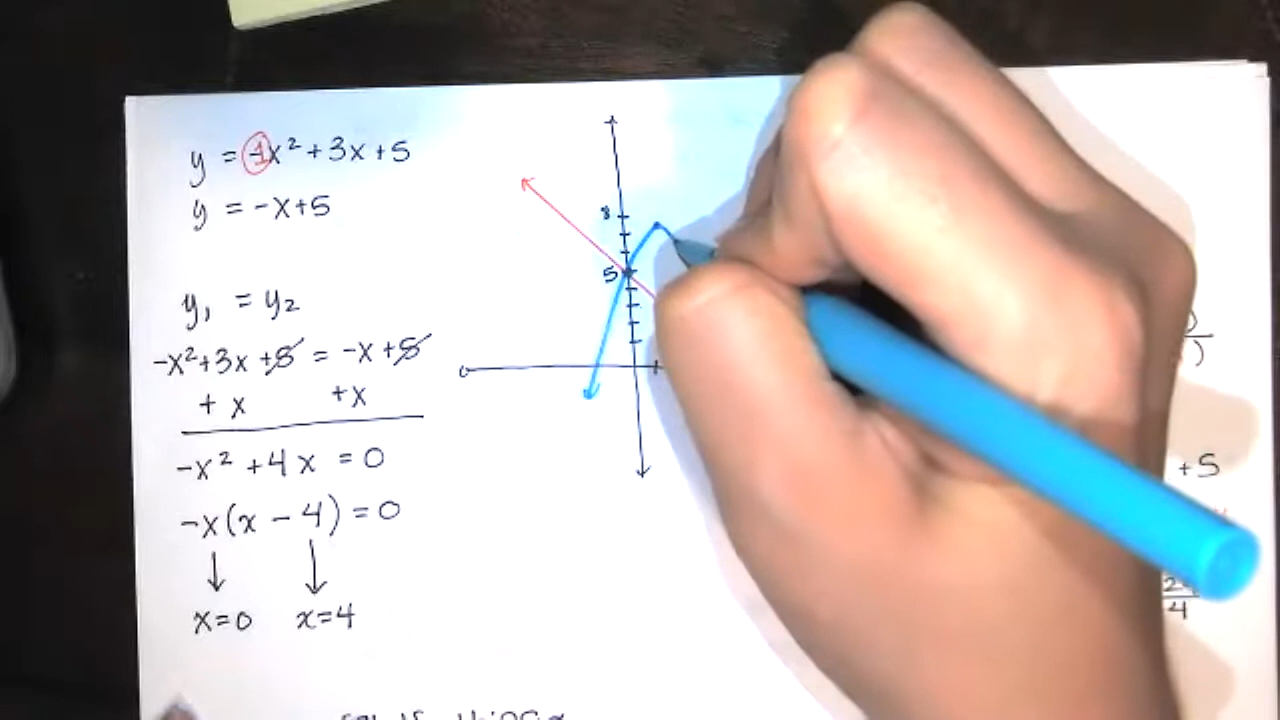 y = -1x² + 3x + 5
y = -x+5
y₁ = y₂
-x²+3x +5 = -x +5
+ x +x
-x² + 4x = 0
-x(x - 4) = 0
x=0 x=4
8
5
+5
4